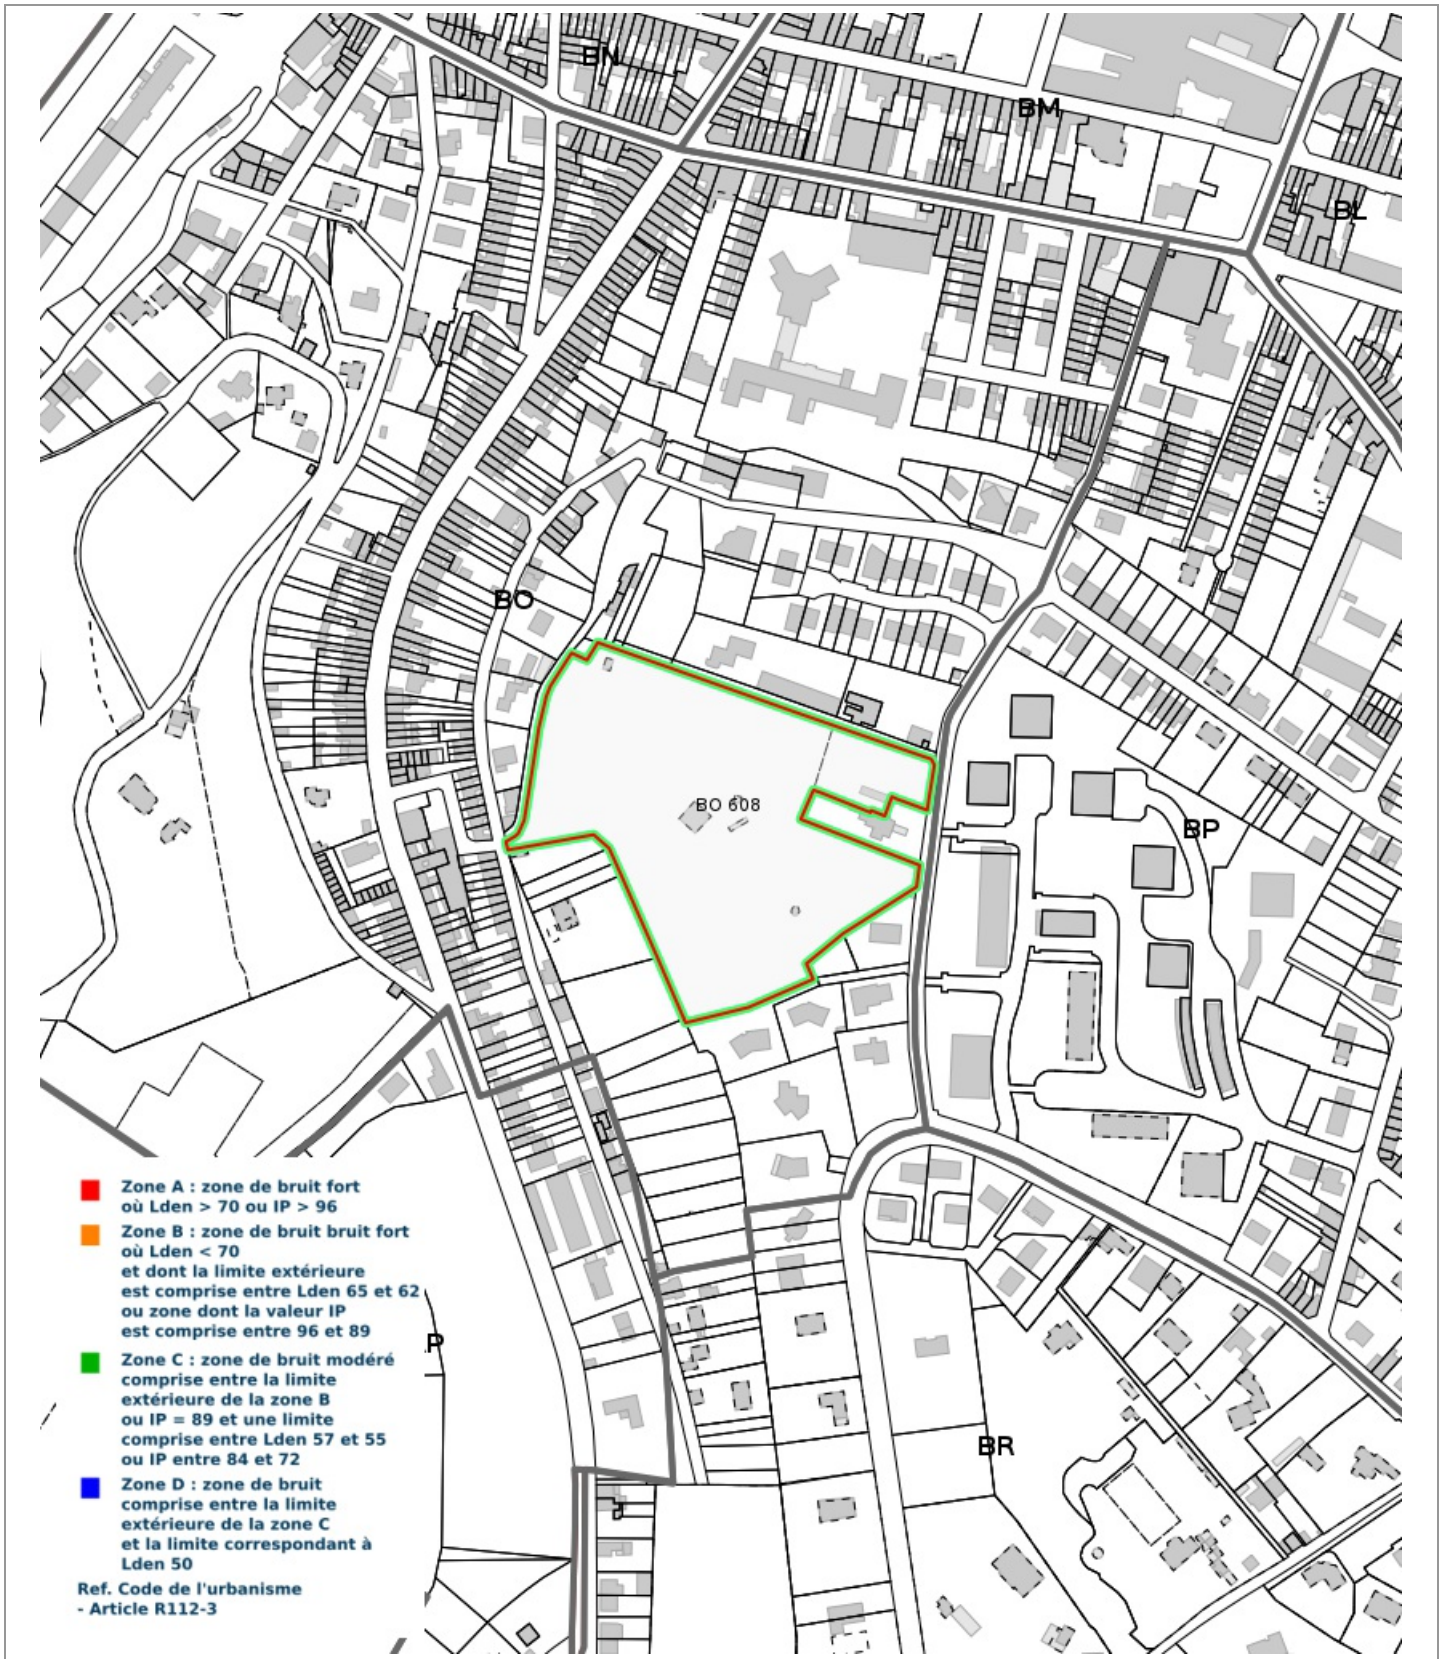 BN
BM
BL
BO
BO 608
BP
Zone A : zone de bruit fort
où Lden > 70 ou IP > 96
Zone B : zone de bruit bruit fort
où Lden < 70
et dont la limite extérieure
est comprise entre Lden 65 et 62
ou zone dont la valeur IP
est comprise entre 96 et 89
P
Zone C : zone de bruit modéré
comprise entre la limite
extérieure de la zone B
ou IP = 89 et une limite
comprise entre Lden 57 et 55
ou IP entre 84 et 72
BR
Zone D : zone de bruit
comprise entre la limite
extérieure de la zone C
et la limite correspondant à
Lden 50
Ref. Code de l'urbanisme
- Article R112-3